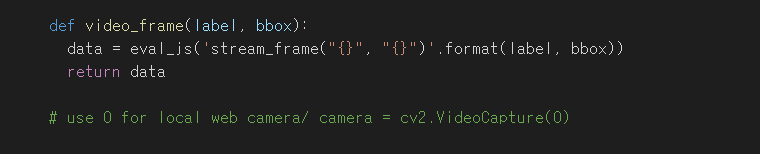 def video_frame(label, bbox):
  data = eval_js('stream_frame("{}", "{}")'.format(label, bbox))
  return data
# use 0 for local web camera/ camera = cv2.VideoCapture(0)